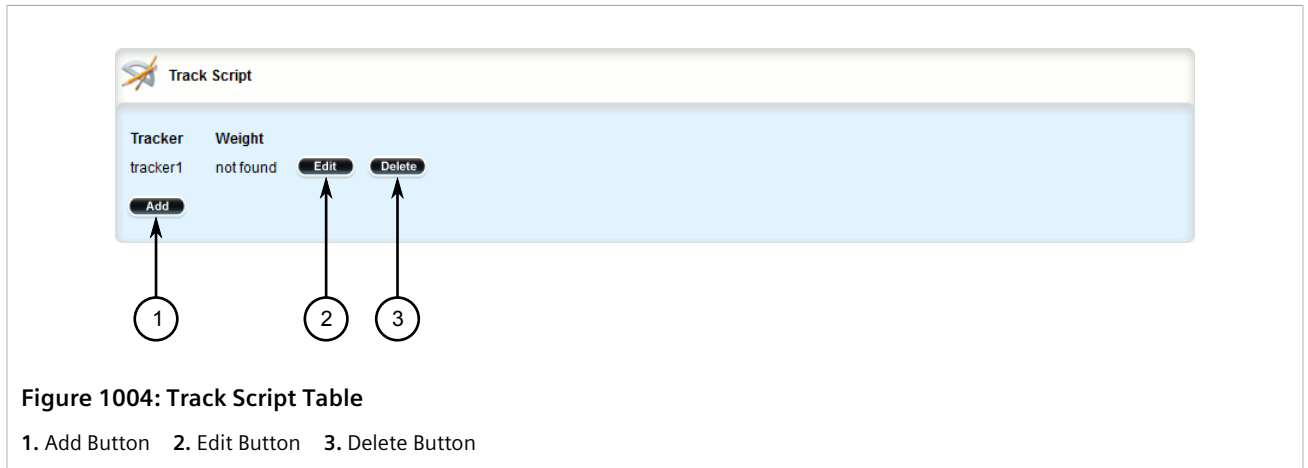 Track Script
Tracker Weight
tracker1 not found Edit Delete
Add
1 2 3
Figure 1004: Track Script Table
1. Add Button 2. Edit Button 3. Delete Button